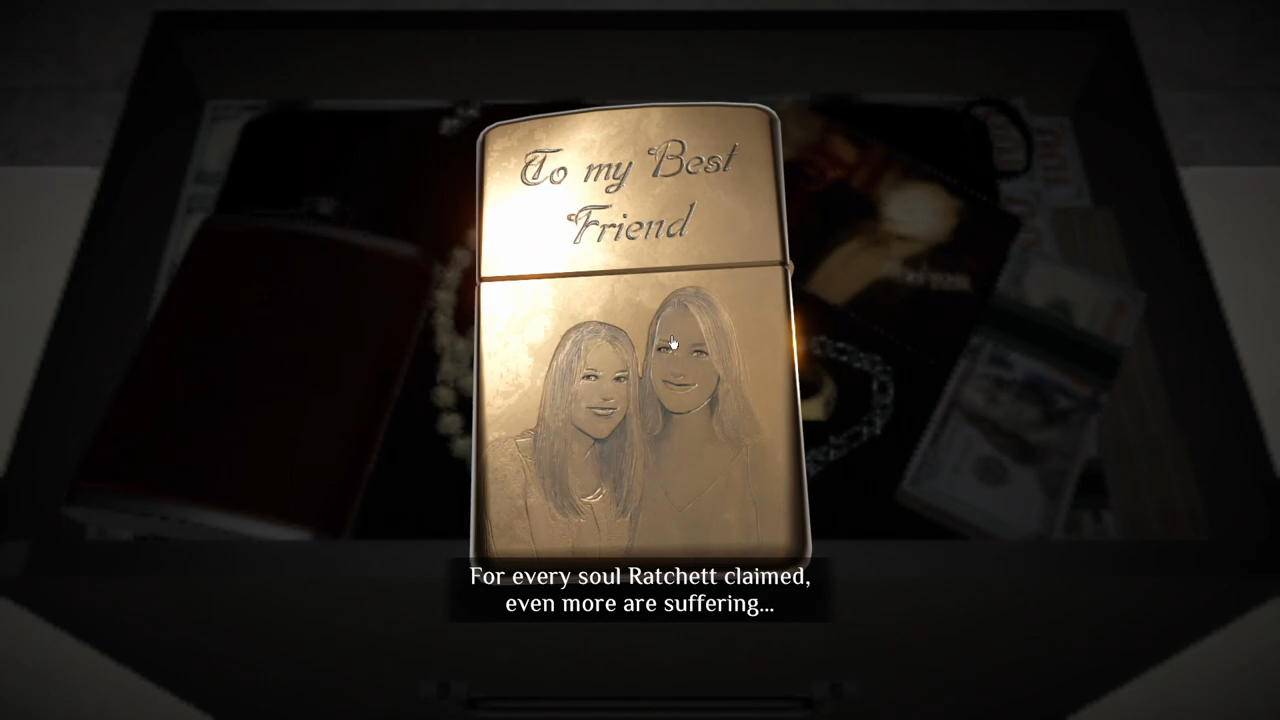 To my Best
Friend
For every soul Ratchett claimed,
even more are suffering...